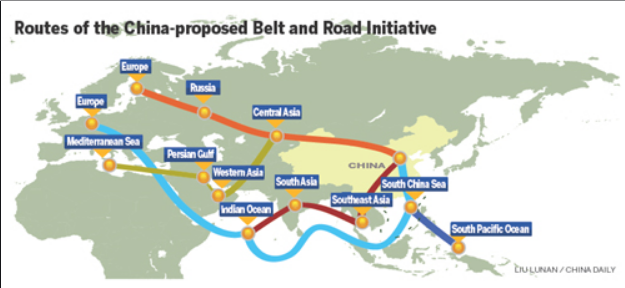 Routes of the China-proposed Belt and Road Initiative
Europe
Russia
Europe
Central Asia
Mediterranean Sea
Persian Gulf
CHINA
Western Asia
South Asia
South China Sea
Southeast Asia
Indian Ocean
South Pacific Ocean
LIU LUNAN / CHINA DAILY